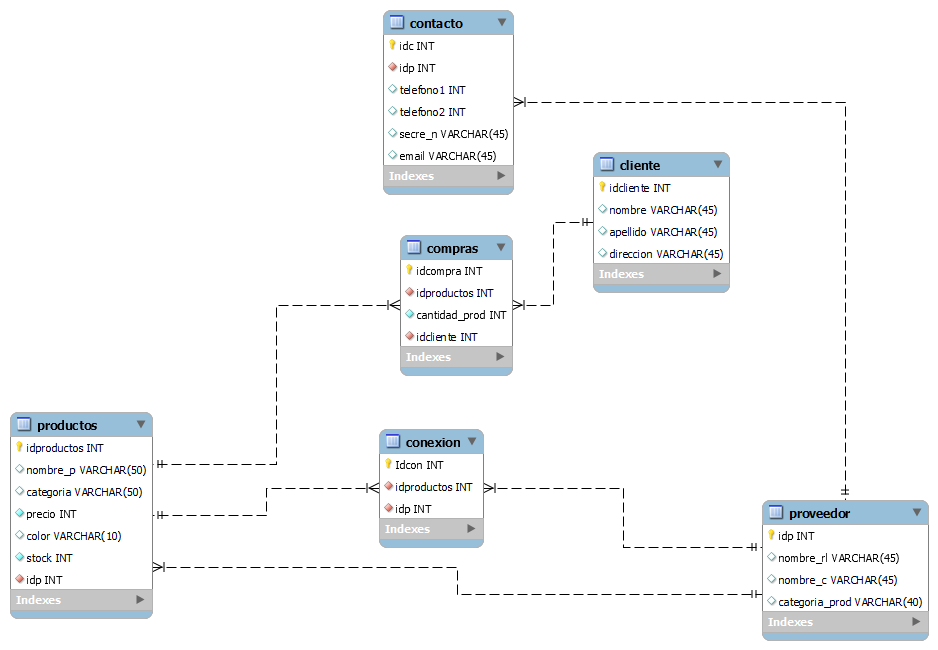 contacto
idc INT
idp INT
telefono1 INT
telefono2 INT
secre_n VARCHAR(45)
email VARCHAR(45)
Indexes
cliente
idcliente INT
nombre VARCHAR(45)
apellido VARCHAR(45)
direccion VARCHAR(45)
Indexes
compras
idcompra INT
idproductos INT
cantidad_prod INT
idcliente INT
Indexes
productos
idproductos INT
nombre_p VARCHAR(50)
categoria VARCHAR(50)
precio INT
color VARCHAR(10)
stock INT
idp INT
Indexes
conexion
Idcon INT
idproductos INT
idp INT
Indexes
proveedor
idp INT
nombre_rl VARCHAR(45)
nombre_c VARCHAR(45)
categoria_prod VARCHAR(40)
Indexes